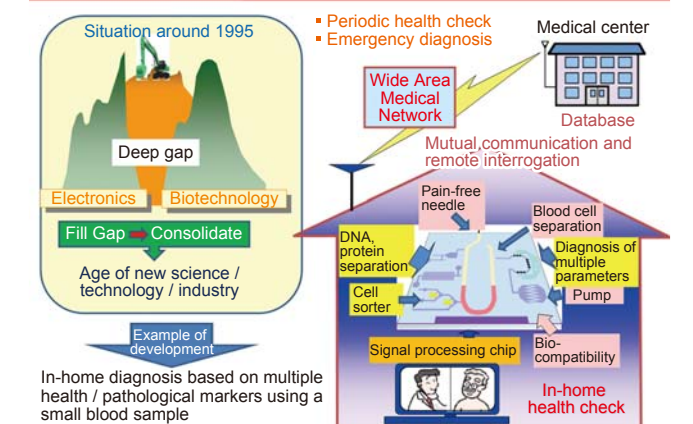 Situation around 1995
Deep gap
Electronics
Biotechnology
Fill Gap
Consolidate
Age of new science /
technology / industry
Example of
development
In-home diagnosis based on multiple
health / pathological markers using a
small blood sample
▪ Periodic health check
▪ Emergency diagnosis
Medical center
Wide Area
Medical
Network
Database
Mutual communication and
remote interrogation
Pain-free
needle
Blood cell
separation
DNA,
protein
separation
Diagnosis of
multiple
parameters
Cell
sorter
Pump
Signal processing chip
Bio-
compatibility
In-home
health check